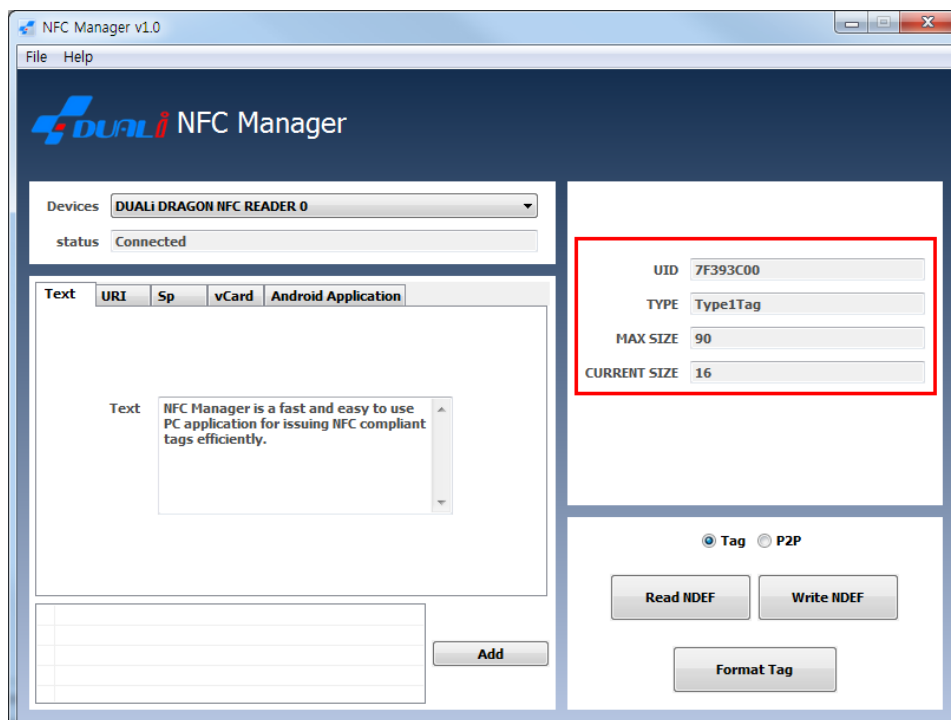 NFC Manager v1.0
File Help
DUALi NFC Manager
Devices DUALi DRAGON NFC READER 0
status Connected
Text URI Sp vCard Android Application
Text NFC Manager is a fast and easy to use
PC application for issuing NFC compliant
tags efficiently.
Add
UID 7F393C00
TYPE Type1Tag
MAX SIZE 90
CURRENT SIZE 16
Tag P2P
Read NDEF Write NDEF
Format Tag